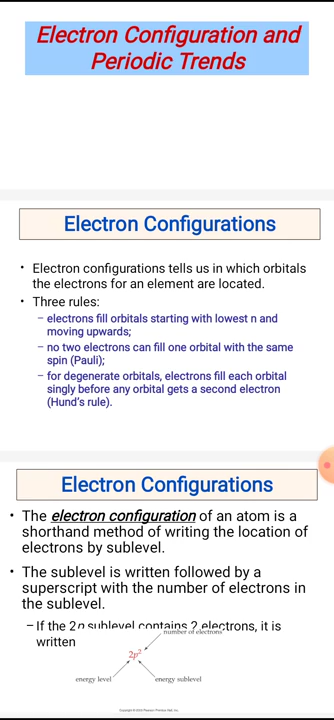 Electron Configuration and
Periodic Trends
Electron Configurations
• Electron configurations tells us in which orbitals
the electrons for an element are located.
• Three rules:
– electrons fill orbitals starting with lowest n and
moving upwards;
– no two electrons can fill one orbital with the same
spin (Pauli);
– for degenerate orbitals, electrons fill each orbital
singly before any orbital gets a second electron
(Hund's rule).
Electron Configurations
• The electron configuration of an atom is a
shorthand method of writing the location of
electrons by sublevel.
• The sublevel is written followed by a
superscript with the number of electrons in
the sublevel.
– If the 2p sublevel contains 2 electrons, it is
written
number of electrons
2p²
energy level
energy sublevel